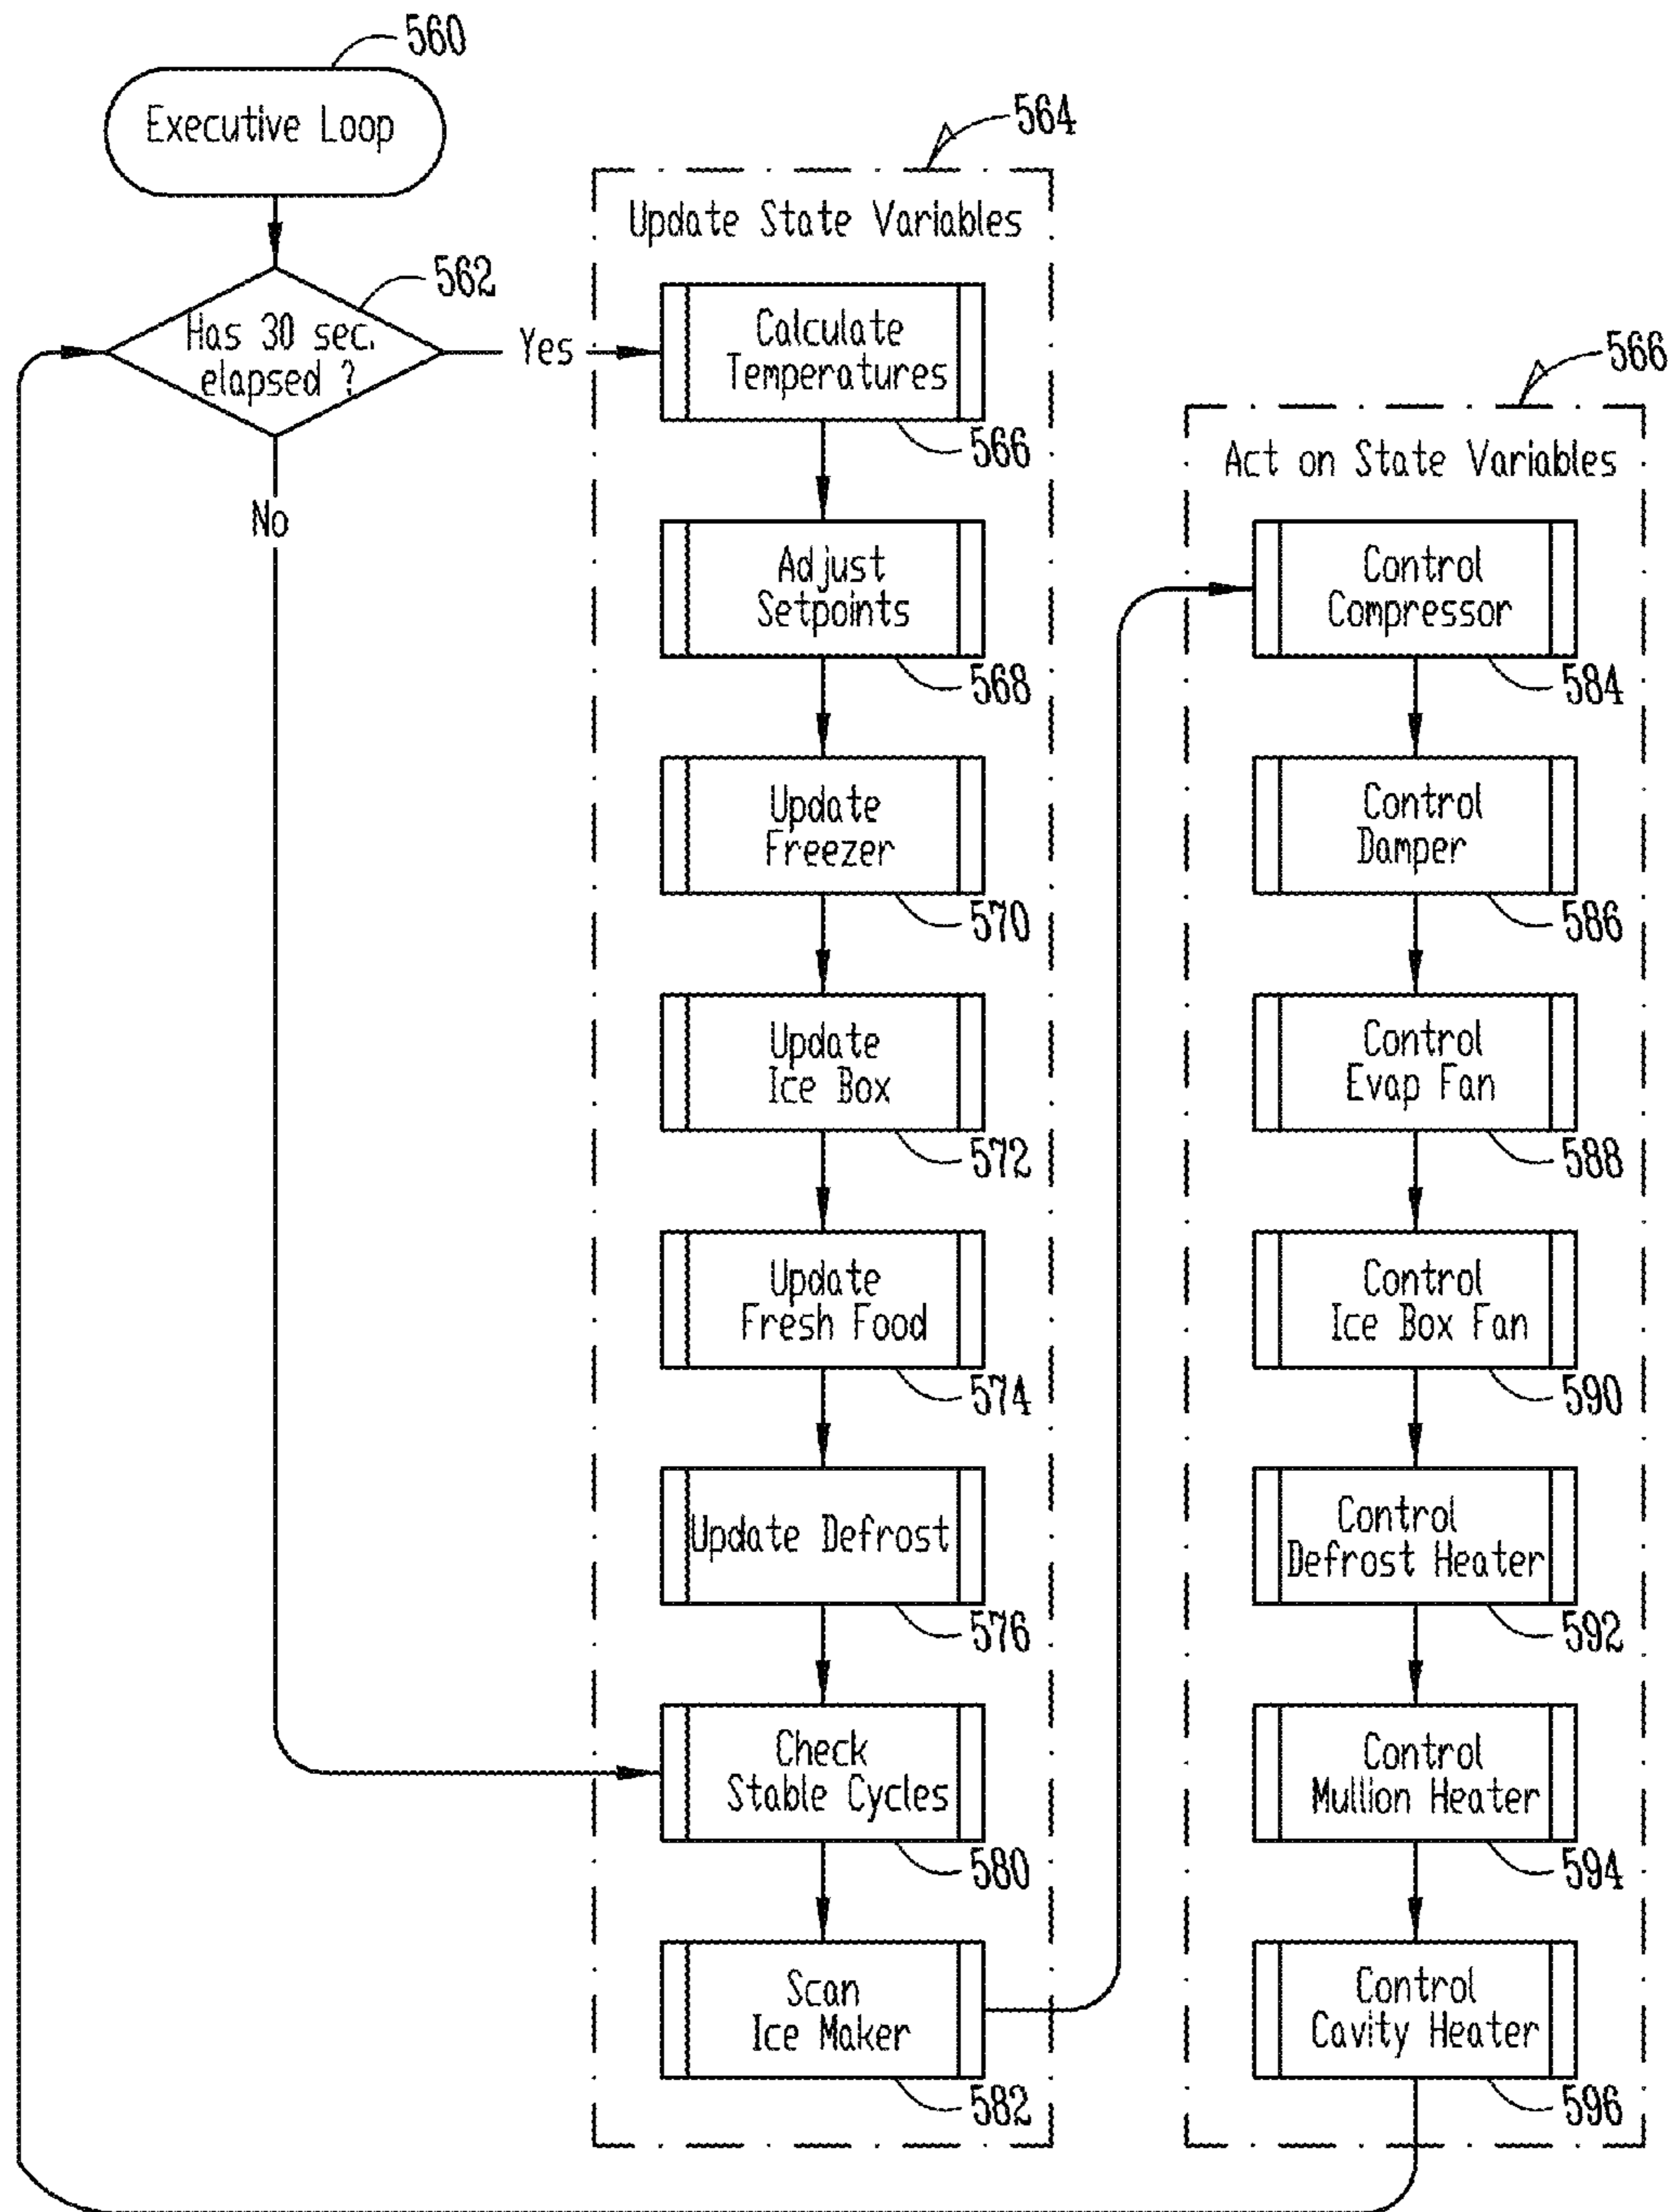 560
Executive Loop
562
Has 30 sec.
elapsed ?
Yes
No
564
Update State Variables
Calculate
Temperatures
566
Adjust
Setpoints
568
Update
Freezer
570
Update
Ice Box
572
Update
Fresh Food
574
Update Defrost
576
Check
Stable Cycles
580
Scan
Ice Maker
582
566
Act on State Variables
Control
Compressor
584
Control
Damper
586
Control
Evap Fan
588
Control
Ice Box Fan
590
Control
Defrost Heater
592
Control
Mullion Heater
594
Control
Cavity Heater
596